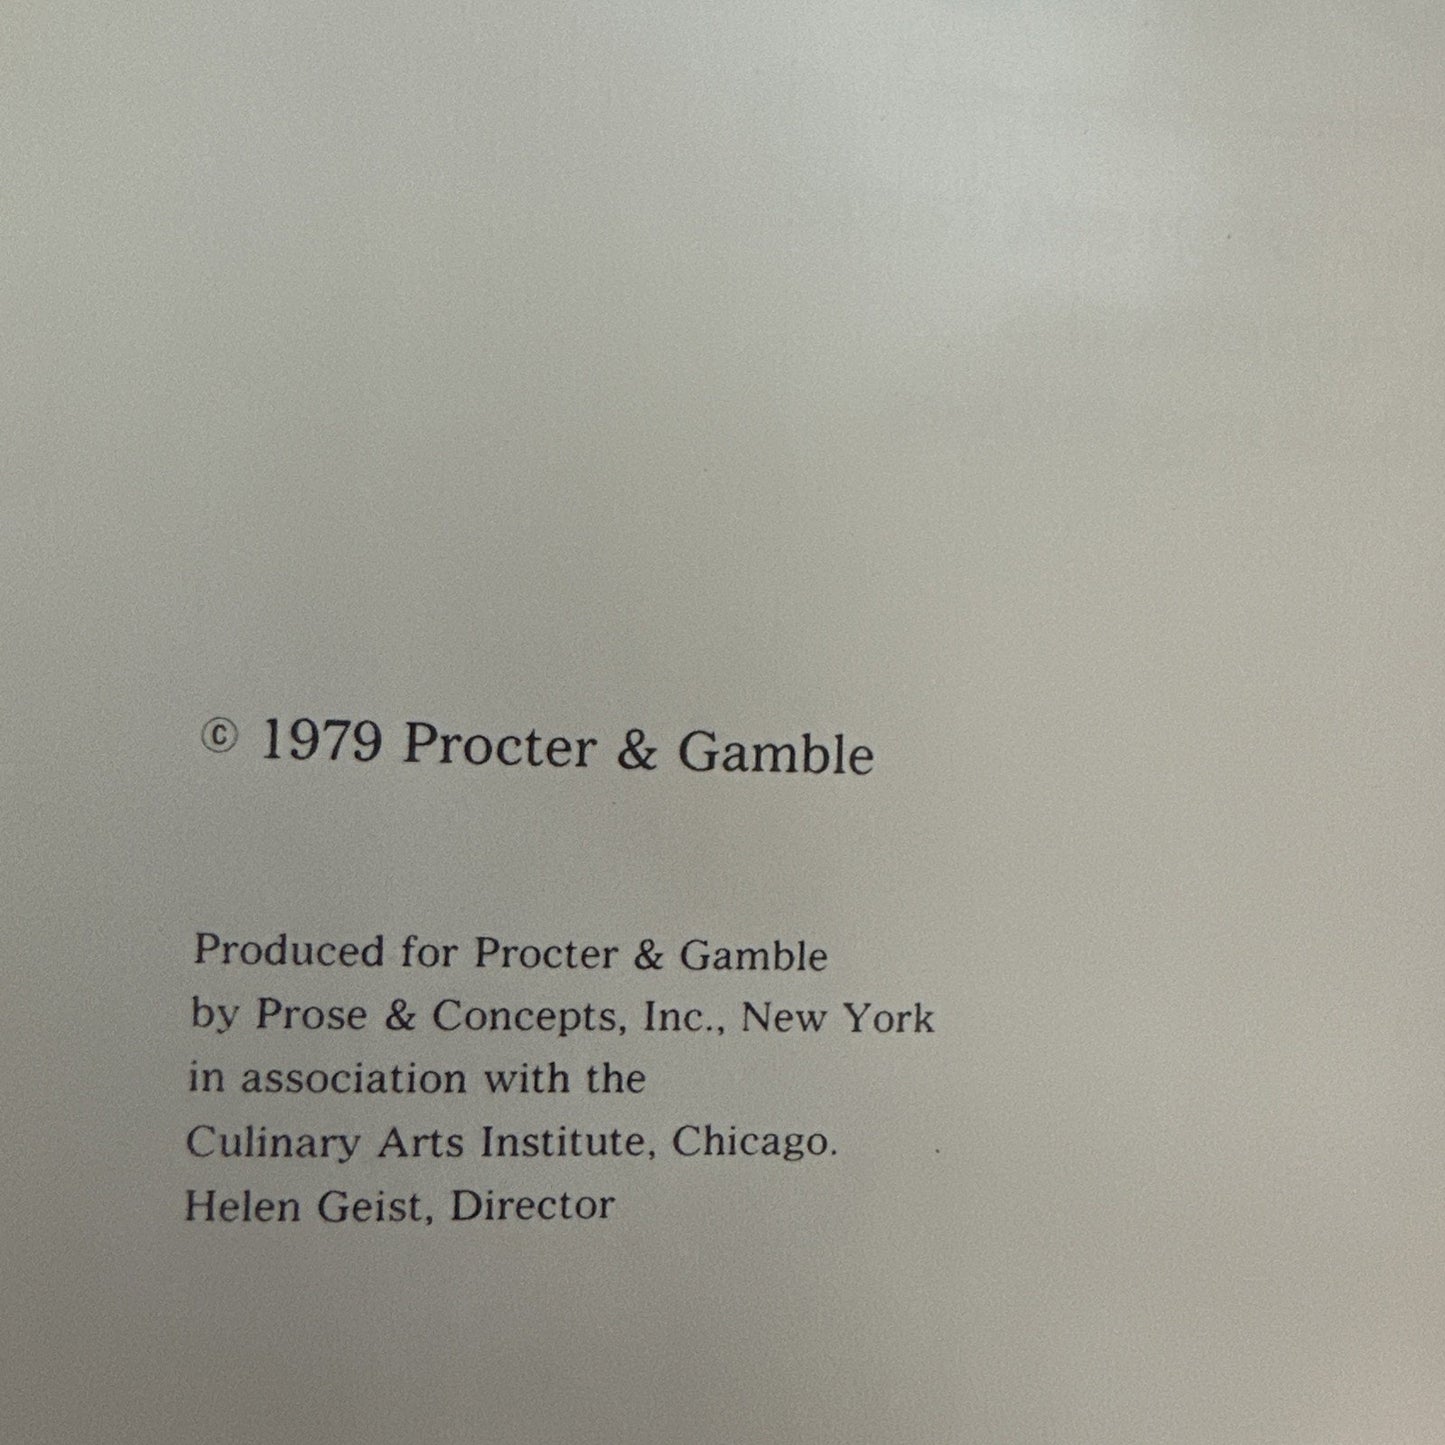 © 1979 Procter & Gamble
Produced for Procter & Gamble
by Prose & Concepts, Inc., New York
in association with the
Culinary Arts Institute, Chicago.
Helen Geist, Director